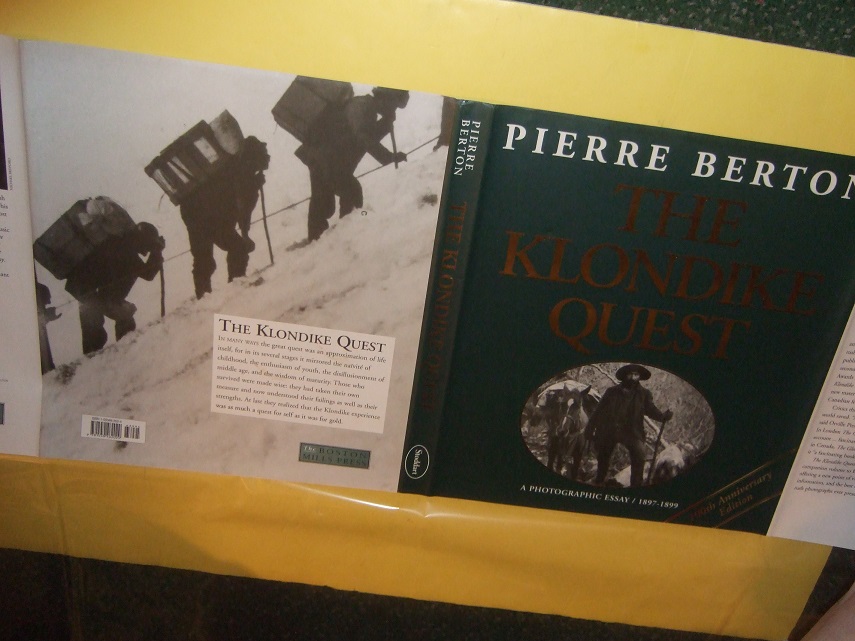 THE KLONDIKE QUEST
IN MANY WAYS the great quest was an approximation of life
itself, for in its several stages it mirrored the naïveté of
childhood, the enthusiasm of youth, the disillusionment of
middle age, and the wisdom of maturity. Those who
survived were made wise: they had taken their own
measure and now understood their failings as well as their
strengths. At last they realized that the Klondike experience
was as much a quest for self as it was for gold.
The BOSTON
MILLS PRESS
PIERRE
BERTON
THE KLONDIKE QUEST
Stoddart
PIERRE BERTON
THE
KLONDIKE
QUEST
A PHOTOGRAPHIC ESSAY / 1897-1899
Anniversary
Edition